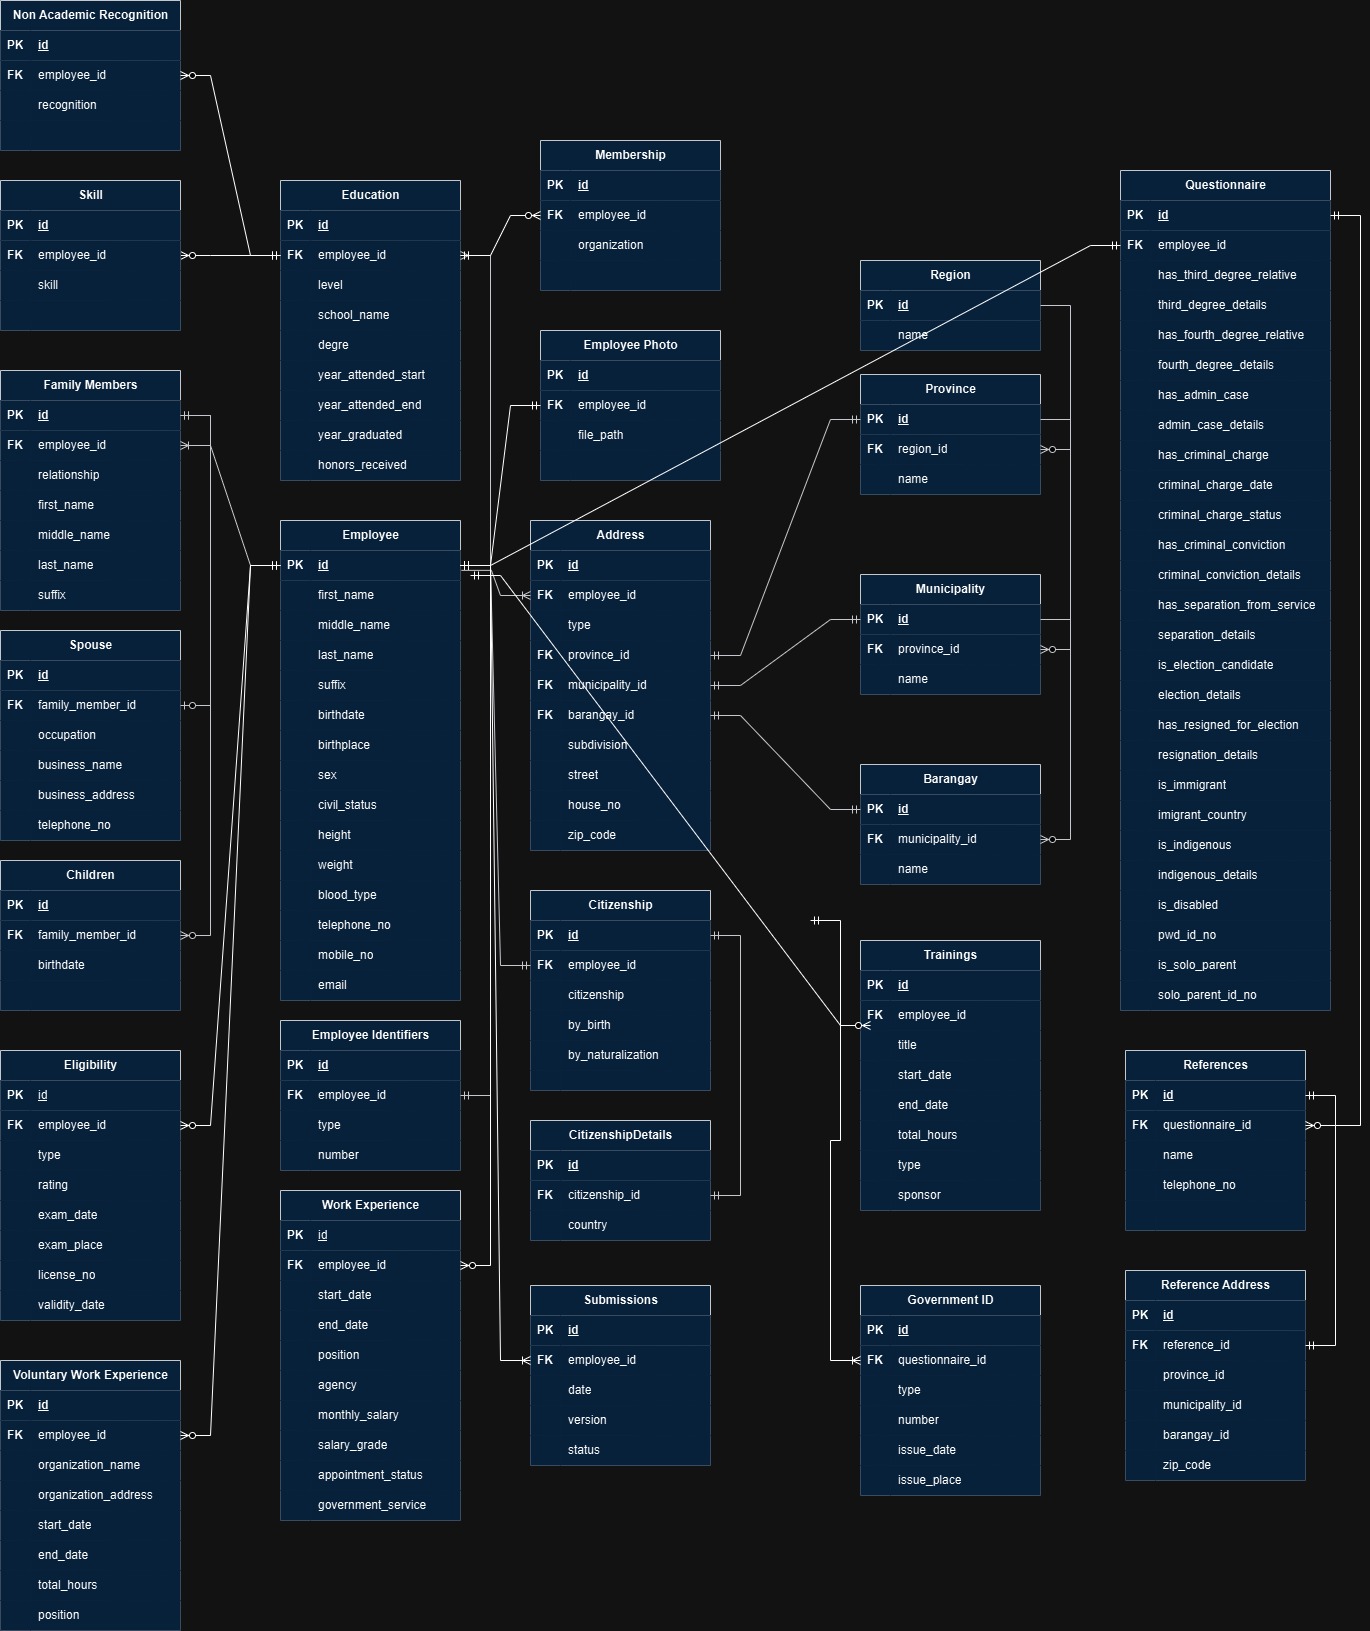 Non Academic Recognition
PK id
FK employee_id
recognition
Skill
PK id
FK employee_id
skill
Family Members
PK id
FK employee_id
relationship
first_name
middle_name
last_name
suffix
Spouse
PK id
FK family_member_id
occupation
business_name
business_address
telephone_no
Children
PK id
FK family_member_id
birthdate
Eligibility
PK id
FK employee_id
type
rating
exam_date
exam_place
license_no
validity_date
Voluntary Work Experience
PK id
FK employee_id
organization_name
organization_address
start_date
end_date
total_hours
position
Education
PK id
FK employee_id
level
school_name
degre
year_attended_start
year_attended_end
year_graduated
honors_received
Employee
PK id
first_name
middle_name
last_name
suffix
birthdate
birthplace
sex
civil_status
height
weight
blood_type
telephone_no
mobile_no
email
Employee Identifiers
PK id
FK employee_id
type
number
Work Experience
PK id
FK employee_id
start_date
end_date
position
agency
monthly_salary
salary_grade
appointment_status
government_service
Membership
PK id
FK employee_id
organization
Employee Photo
PK id
FK employee_id
file_path
Address
PK id
FK employee_id
type
FK province_id
FK municipality_id
FK barangay_id
subdivision
street
house_no
zip_code
Citizenship
PK id
FK employee_id
citizenship
by_birth
by_naturalization
CitizenshipDetails
PK id
FK citizenship_id
country
Submissions
PK id
FK employee_id
date
version
status
Region
PK id
name
Province
PK id
FK region_id
name
Municipality
PK id
FK province_id
name
Barangay
PK id
FK municipality_id
name
Trainings
PK id
FK employee_id
title
start_date
end_date
total_hours
type
sponsor
Government ID
PK id
FK questionnaire_id
type
number
issue_date
issue_place
Questionnaire
PK id
FK employee_id
has_third_degree_relative
third_degree_details
has_fourth_degree_relative
fourth_degree_details
has_admin_case
admin_case_details
has_criminal_charge
criminal_charge_date
criminal_charge_status
has_criminal_conviction
criminal_conviction_details
has_separation_from_service
separation_details
is_election_candidate
election_details
has_resigned_for_election
resignation_details
is_immigrant
imigrant_country
is_indigenous
indigenous_details
is_disabled
pwd_id_no
is_solo_parent
solo_parent_id_no
References
PK id
FK questionnaire_id
name
telephone_no
Reference Address
PK id
FK reference_id
province_id
municipality_id
barangay_id
zip_code